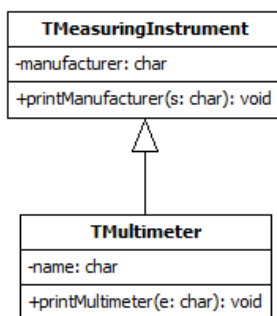 TMeasuringInstrument
-manufacturer: char
+printManufacturer(s: char): void
TMultimeter
-name: char
+printMultimeter(e: char): void